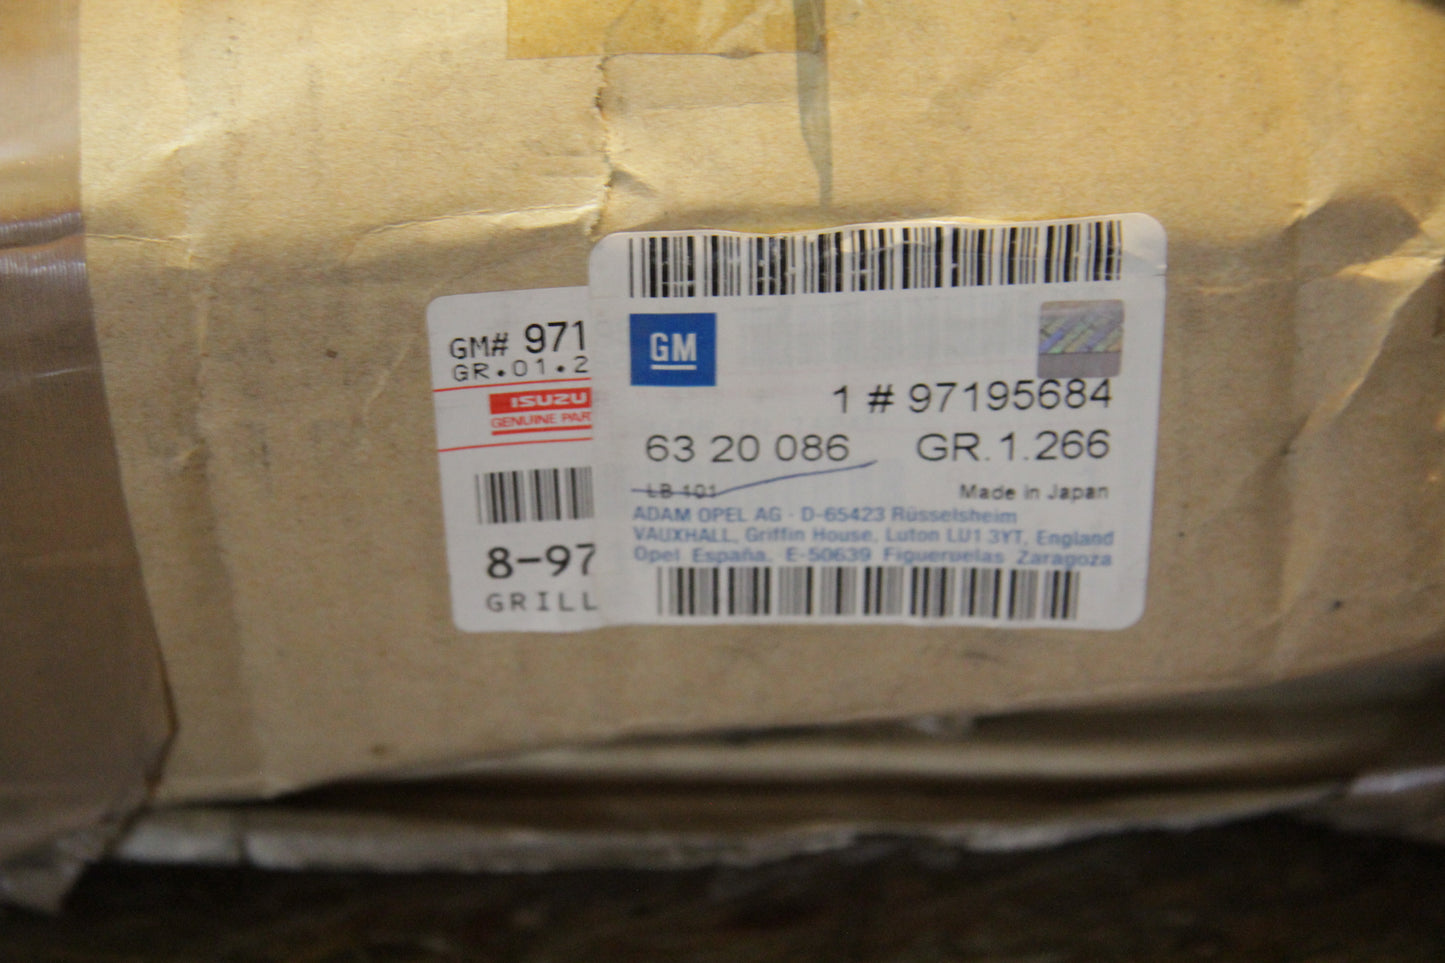 GM# 971
GR.01.2
ISUZU
GENUINE PAR
8-97
GRILL
GM
1 # 97195684
63 20 086 GR.1.266
LB 101
Made in Japan
ADAM OPEL AG · D-65423 Rüsselsheim
VAUXHALL, Griffin House, Luton LU1 3YT, England
Opel España, E-50639 Figueruelas Zaragoza